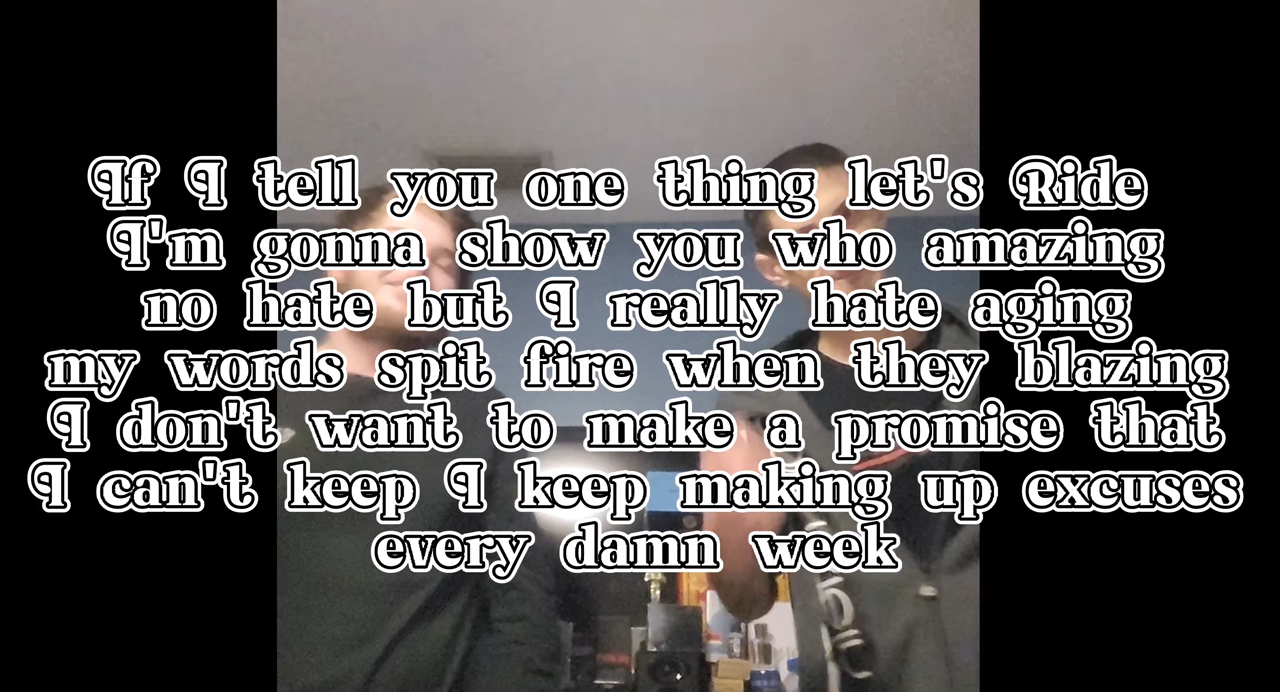 If I tell you one thing let's Ride
I'm gonna show you who amazing
no hate but I really hate aging
my words spit fire when they blazing
I don't want to make a promise that
I can't keep I keep making up excuses
every damn week